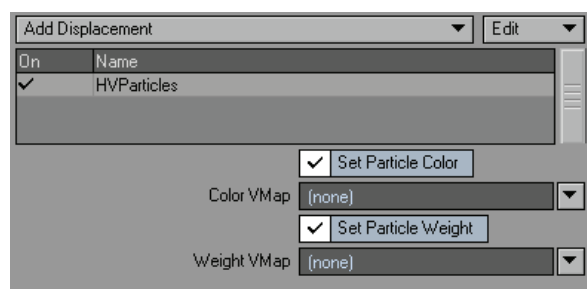 Add Displacement Edit
On Name
HVParticles
Set Particle Color
Color VMap (none)
Set Particle Weight
Weight VMap (none)